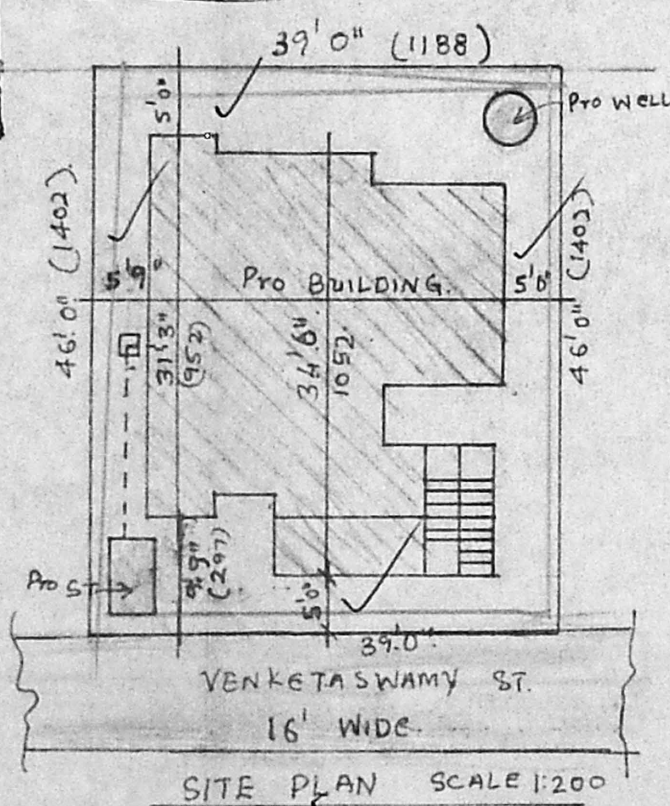 39' 0" (1188)
5'0"
Pro WELL
46'.0" (1402).
5'9"
Pro BUILDING.
5'0"
46'.0" (1402)
31'.3"
(952)
34'.6"
1052
Pro ST
9'.9"
(297)
5'.0"
39'.0".
VENKETASWAMY ST.
16' WIDE.
SITE PLAN SCALE 1:200